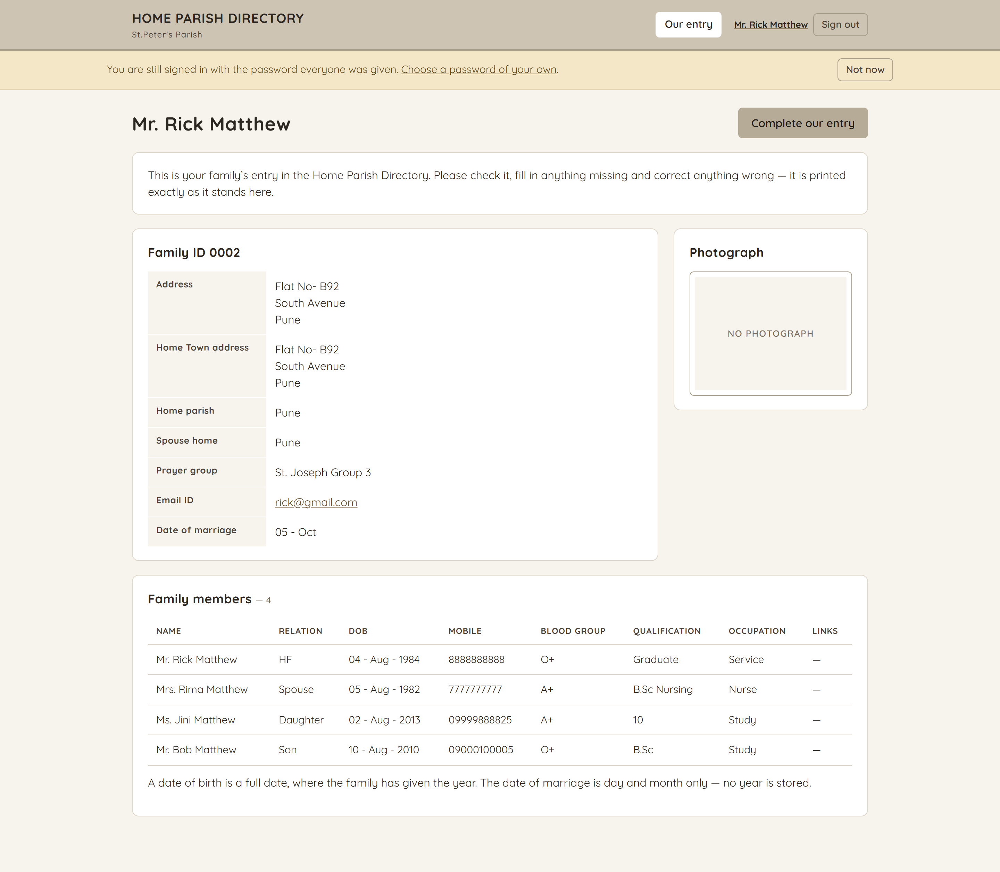 HOME PARISH DIRECTORY
St.Peter's Parish
Our entry
Mr. Rick Matthew
Sign out
You are still signed in with the password everyone was given. Choose a password of your own.
Not now
Mr. Rick Matthew
Complete our entry
This is your family’s entry in the Home Parish Directory. Please check it, fill in anything missing and correct anything wrong — it is printed
exactly as it stands here.
Family ID 0002
Address
Flat No- B92
South Avenue
Pune
Home Town address
Flat No- B92
South Avenue
Pune
Home parish
Pune
Spouse home
Pune
Prayer group
St. Joseph Group 3
Email ID
rick@gmail.com
Date of marriage
05 - Oct
Photograph
NO PHOTOGRAPH
Family members — 4
NAME RELATION DOB MOBILE BLOOD GROUP QUALIFICATION OCCUPATION LINKS
Mr. Rick Matthew HF 04 - Aug - 1984 8888888888 O+ Graduate Service —
Mrs. Rima Matthew Spouse 05 - Aug - 1982 7777777777 A+ B.Sc Nursing Nurse —
Ms. Jini Matthew Daughter 02 - Aug - 2013 09999888825 A+ 10 Study —
Mr. Bob Matthew Son 10 - Aug - 2010 09000100005 O+ B.Sc Study —
A date of birth is a full date, where the family has given the year. The date of marriage is day and month only — no year is stored.